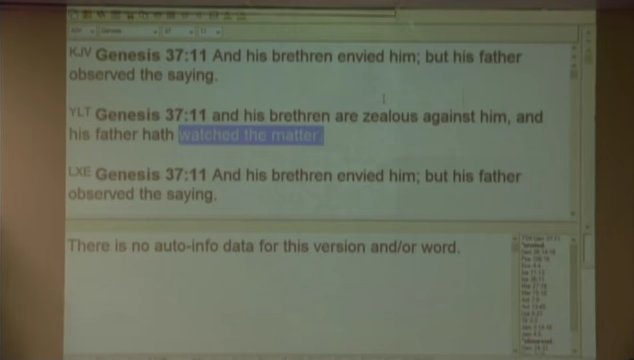 KJV Genesis 37:11 And his brethren envied him; but his father
observed the saying.
YLT Genesis 37:11 and his brethren are zealous against him, and
his father hath watched the matter.
LXE Genesis 37:11 And his brethren envied him; but his father
observed the saying.
There is no auto-info data for this version and/or word.